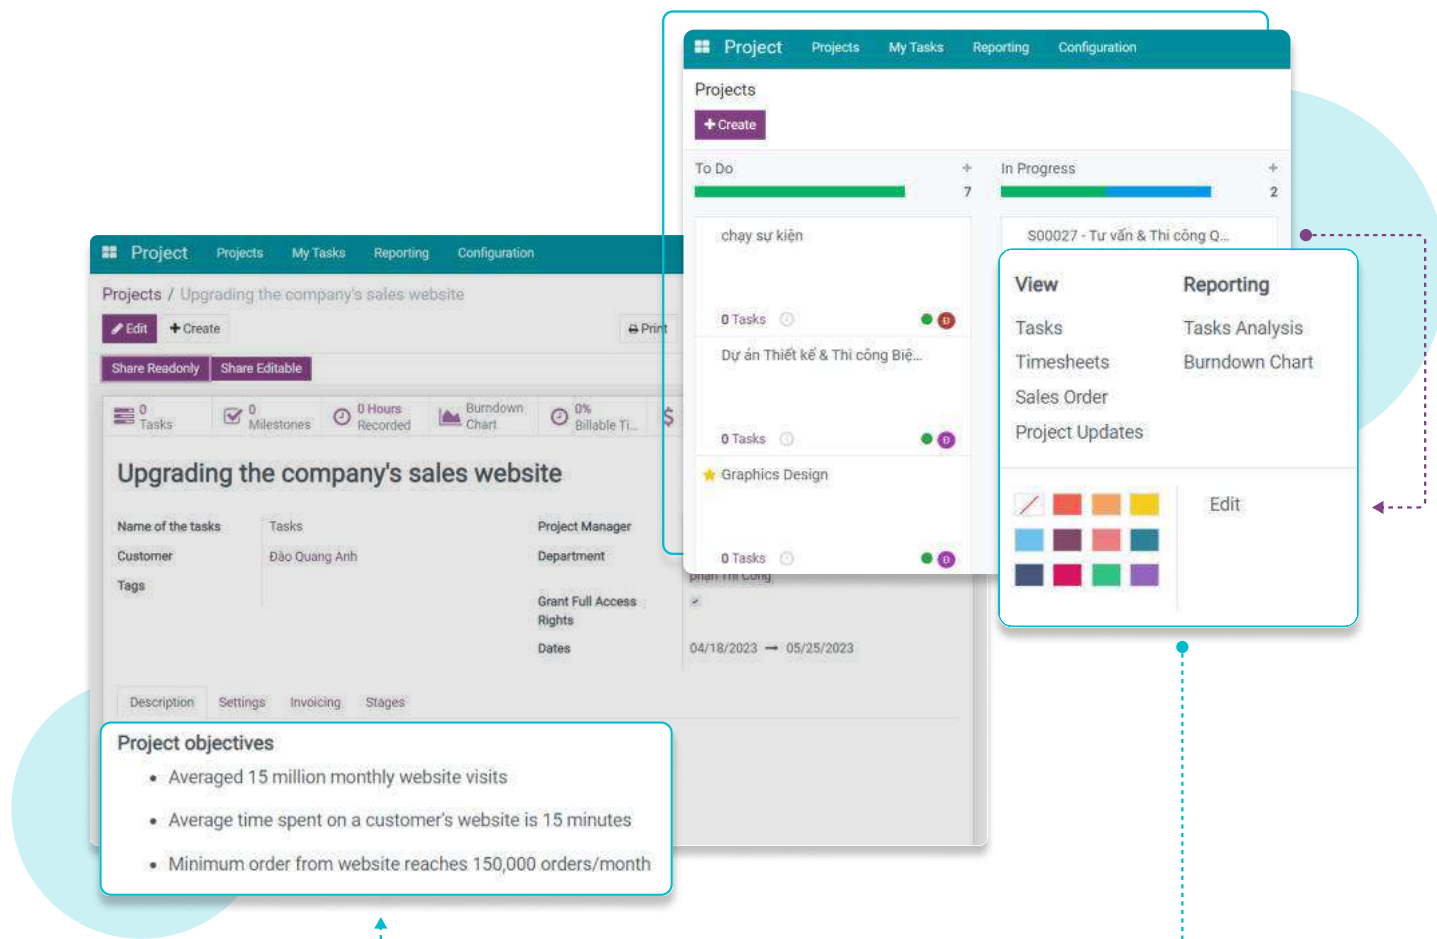 Project Projects My Tasks Reporting Configuration
Projects
+ Create
To Do + In Progress +
7 2
chạy sự kiện
S00027 - Tư vấn & Thi công Q...
0 Tasks Đ
Dự án Thiết kế & Thi công Biệ...
0 Tasks Đ
Graphics Design
0 Tasks Đ
View Reporting
Tasks Tasks Analysis
Timesheets Burndown Chart
Sales Order
Project Updates
Edit
Project Projects My Tasks Reporting Configuration
Projects / Upgrading the company's sales website
Edit + Create Print
Share Readonly Share Editable
0 Tasks
0 Milestones
0 Hours Recorded
Burndown Chart
0% Billable Ti...
$
Upgrading the company's sales website
Name of the tasks Tasks
Customer Đào Quang Anh
Tags
Project Manager
Department
phần Thi Công
Grant Full Access
Rights
Dates 04/18/2023 → 05/25/2023
Description Settings Invoicing Stages
Project objectives
• Averaged 15 million monthly website visits
• Average time spent on a customer's website is 15 minutes
• Minimum order from website reaches 150,000 orders/month